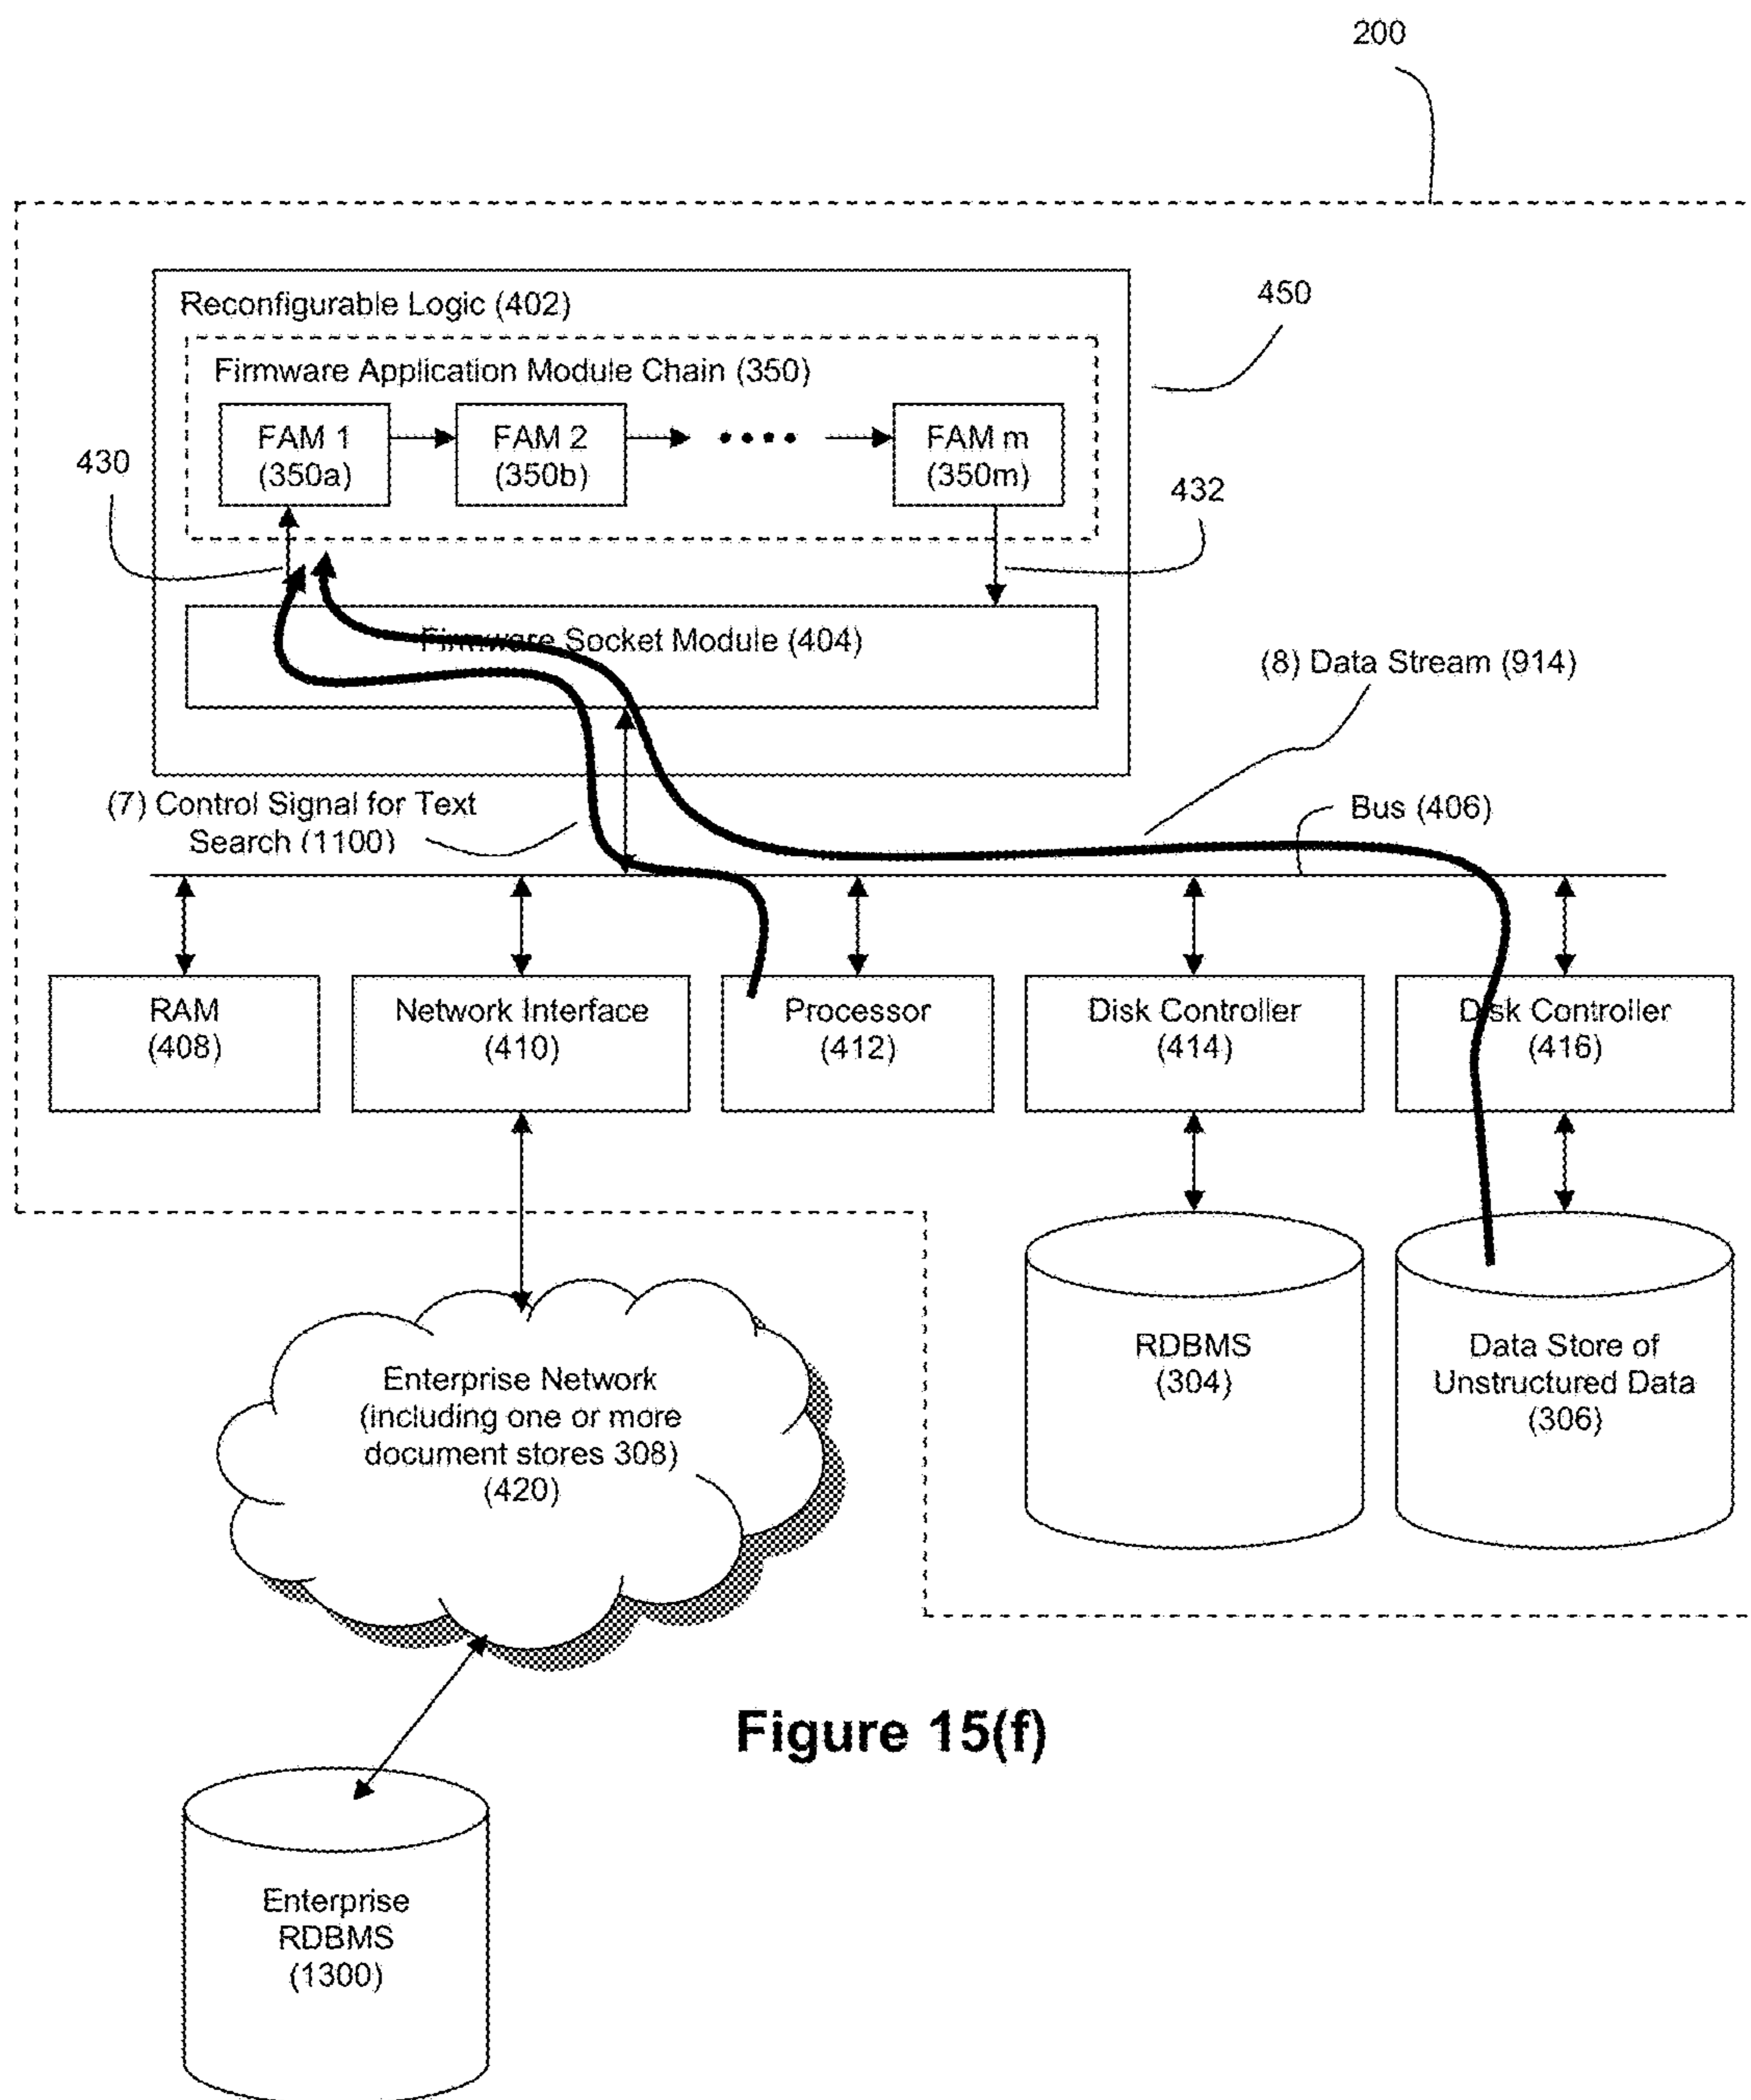 200
Reconfigurable Logic (402)
450
Firmware Application Module Chain (350)
FAM 1
(350a)
FAM 2
(350b)
FAM m
(350m)
430
432
Firmware Socket Module (404)
(8) Data Stream (914)
(7) Control Signal for Text
Search (1100)
Bus (406)
RAM
(408)
Network Interface
(410)
Processor
(412)
Disk Controller
(414)
Disk Controller
(416)
Enterprise Network
(including one or more
document stores 308)
(420)
RDBMS
(304)
Data Store of
Unstructured Data
(306)
Figure 15(f)
Enterprise
RDBMS
(1300)